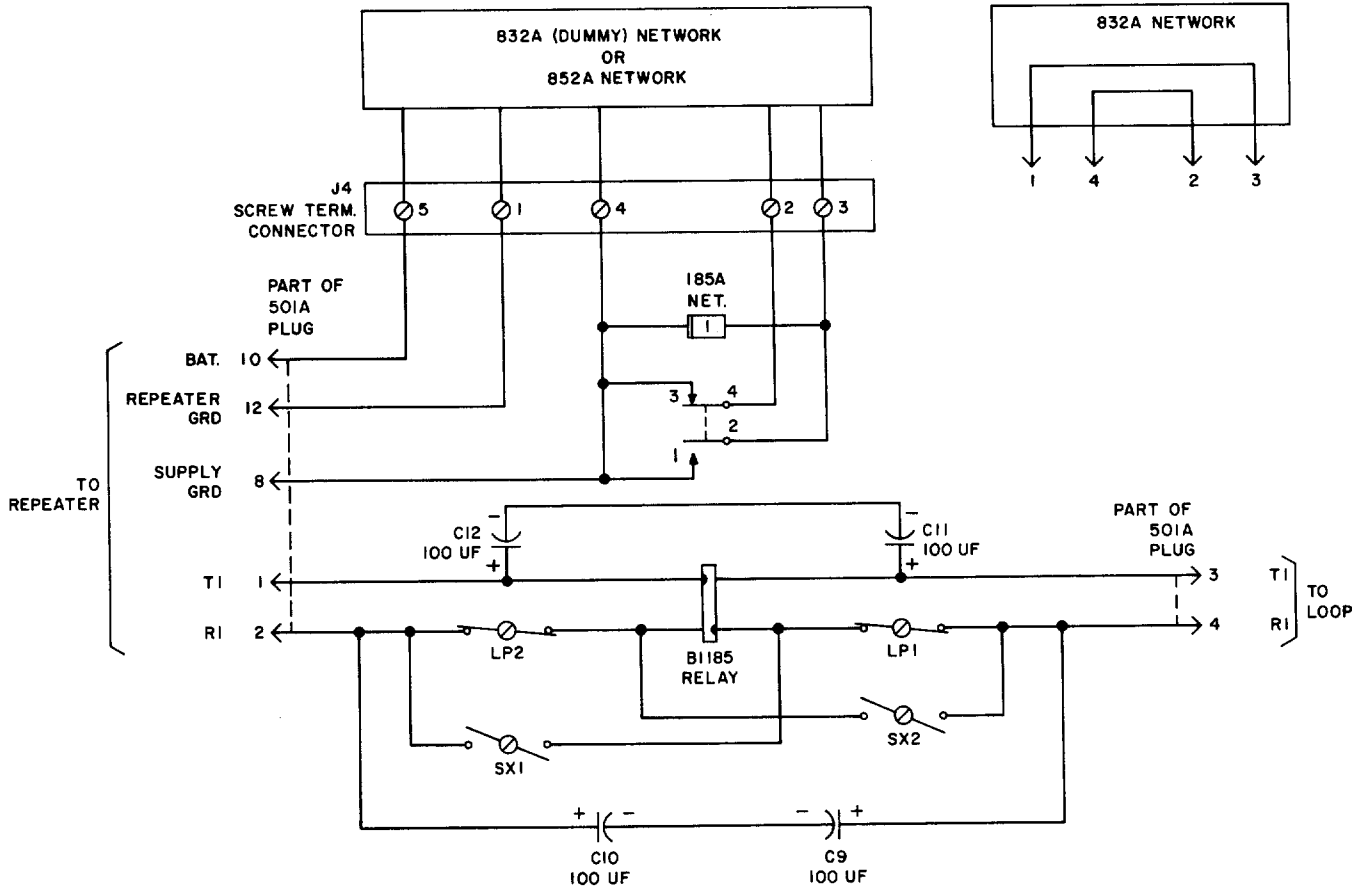 832A (DUMMY) NETWORK
OR
852A NETWORK
832A NETWORK
1 4 2 3
J4
SCREW TERM.
CONNECTOR
5 1 4 2 3
PART OF
501A
PLUG
185A
NET.
1
BAT. 10
REPEATER
GRD 12
3 4
2
1
SUPPLY
GRD 8
TO
REPEATER
C12
100 UF
- +
C11
100 UF
- +
PART OF
501A
PLUG
T1 1
3 T1
R1 2
4 R1
TO
LOOP
LP2
B1185
RELAY
LP1
SX2
SX1
+ - - +
C10
100 UF
C9
100 UF